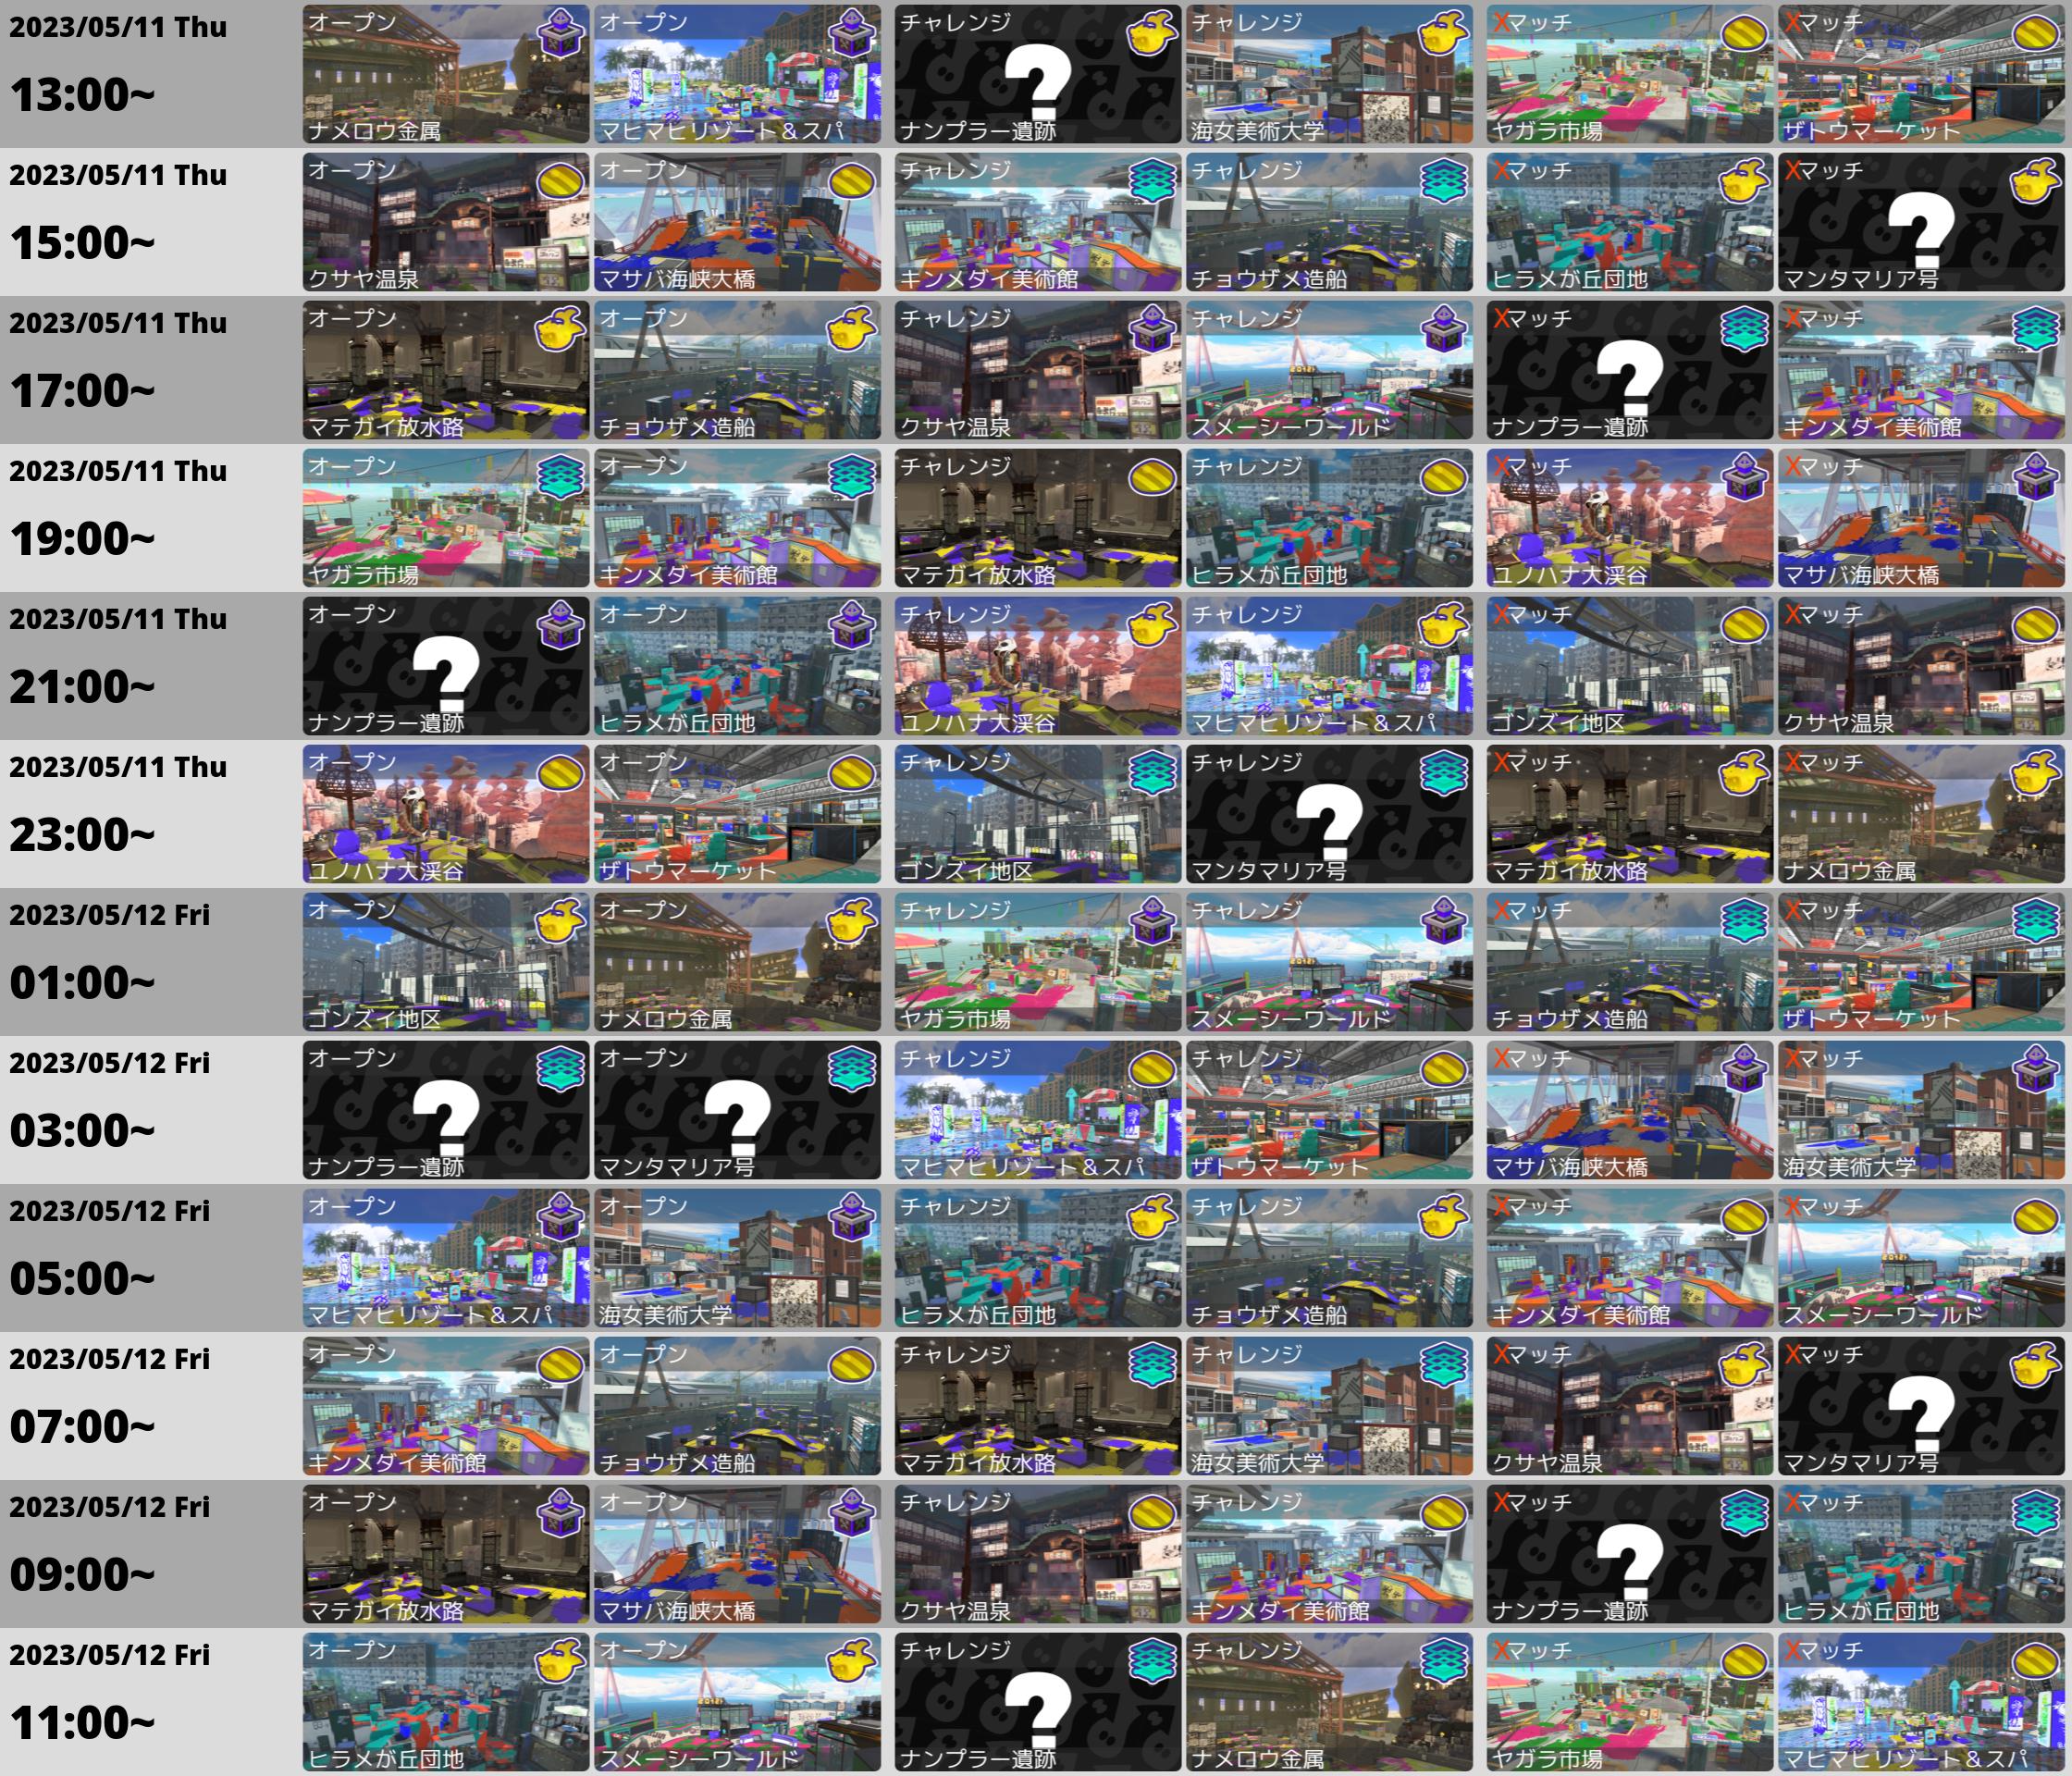 2023/05/11 Thu
13:00~
オープン
ナメロウ金属
オープン
マヒマヒリゾート＆スパ
チャレンジ
ナンプラー遺跡
チャレンジ
海女美術大学
Xマッチ
ヤガラ市場
Xマッチ
ザトウマーケット
2023/05/11 Thu
15:00~
オープン
クサヤ温泉
オープン
マサバ海峡大橋
チャレンジ
キンメダイ美術館
チャレンジ
チョウザメ造船
Xマッチ
ヒラメが丘団地
Xマッチ
マンタマリア号
2023/05/11 Thu
17:00~
オープン
マテガイ放水路
オープン
チョウザメ造船
チャレンジ
クサヤ温泉
チャレンジ
スメーシーワールド
Xマッチ
ナンプラー遺跡
Xマッチ
キンメダイ美術館
2023/05/11 Thu
19:00~
オープン
ヤガラ市場
オープン
キンメダイ美術館
チャレンジ
マテガイ放水路
チャレンジ
ヒラメが丘団地
Xマッチ
ユノハナ大渓谷
Xマッチ
マサバ海峡大橋
2023/05/11 Thu
21:00~
オープン
ナンプラー遺跡
オープン
ヒラメが丘団地
チャレンジ
ユノハナ大渓谷
チャレンジ
マヒマヒリゾート＆スパ
Xマッチ
ゴンズイ地区
Xマッチ
クサヤ温泉
2023/05/11 Thu
23:00~
オープン
ユノハナ大渓谷
オープン
ザトウマーケット
チャレンジ
ゴンズイ地区
チャレンジ
マンタマリア号
Xマッチ
マテガイ放水路
Xマッチ
ナメロウ金属
2023/05/12 Fri
01:00~
オープン
ゴンズイ地区
オープン
ナメロウ金属
チャレンジ
ヤガラ市場
チャレンジ
スメーシーワールド
Xマッチ
チョウザメ造船
Xマッチ
ザトウマーケット
2023/05/12 Fri
03:00~
オープン
ナンプラー遺跡
オープン
マンタマリア号
チャレンジ
マヒマヒリゾート＆スパ
チャレンジ
ザトウマーケット
Xマッチ
マサバ海峡大橋
Xマッチ
海女美術大学
2023/05/12 Fri
05:00~
オープン
マヒマヒリゾート＆スパ
オープン
海女美術大学
チャレンジ
ヒラメが丘団地
チャレンジ
チョウザメ造船
Xマッチ
キンメダイ美術館
Xマッチ
スメーシーワールド
2023/05/12 Fri
07:00~
オープン
キンメダイ美術館
オープン
チョウザメ造船
チャレンジ
マテガイ放水路
チャレンジ
海女美術大学
Xマッチ
クサヤ温泉
Xマッチ
マンタマリア号
2023/05/12 Fri
09:00~
オープン
マテガイ放水路
オープン
マサバ海峡大橋
チャレンジ
クサヤ温泉
チャレンジ
キンメダイ美術館
Xマッチ
ナンプラー遺跡
Xマッチ
ヒラメが丘団地
2023/05/12 Fri
11:00~
オープン
ヒラメが丘団地
オープン
スメーシーワールド
チャレンジ
ナンプラー遺跡
チャレンジ
ナメロウ金属
Xマッチ
ヤガラ市場
Xマッチ
マヒマヒリゾート＆スパ